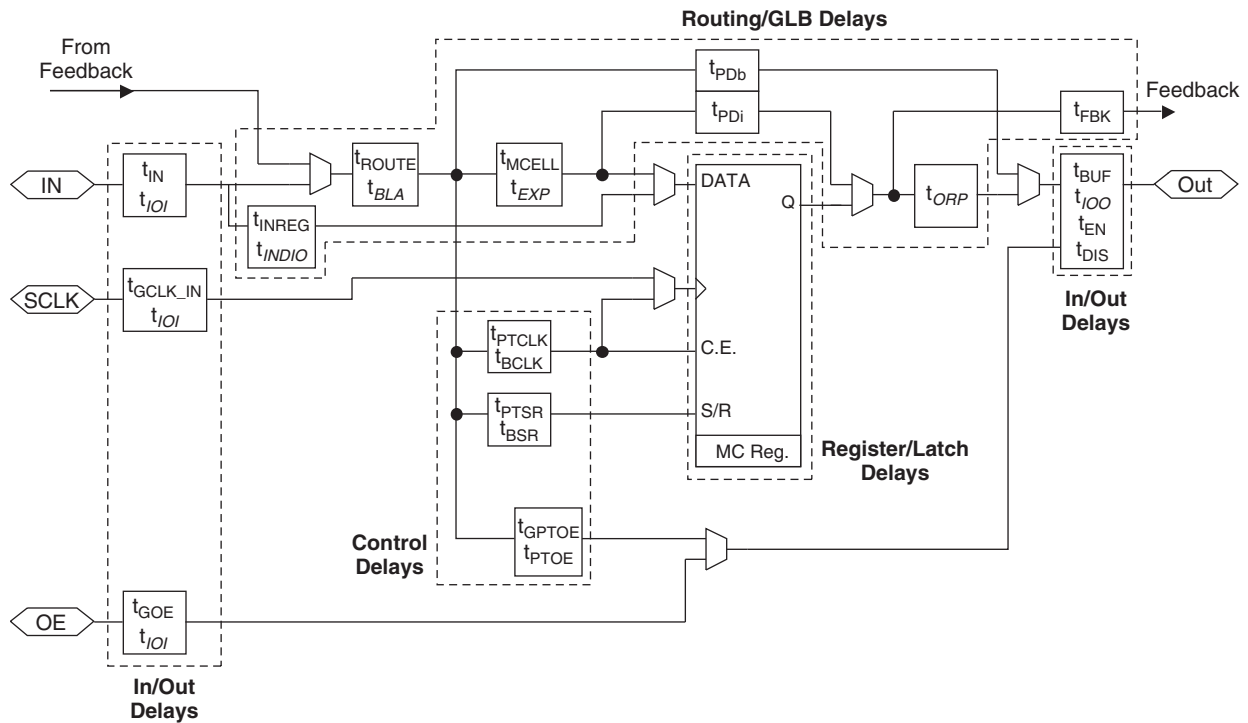 Routing/GLB Delays
From
Feedback
tPDb
tPDi
tFBK
Feedback
IN
tIN
tIOI
tROUTE
tBLA
tMCELL
tEXP
DATA
Q
tORP
tBUF
tIOO
tEN
tDIS
Out
tINREG
tINDIO
In/Out
Delays
SCLK
tGCLK_IN
tIOI
tPTCLK
tBCLK
C.E.
tPTSR
tBSR
S/R
MC Reg.
Register/Latch
Delays
Control
Delays
tGPTOE
tPTOE
OE
tGOE
tIOI
In/Out
Delays